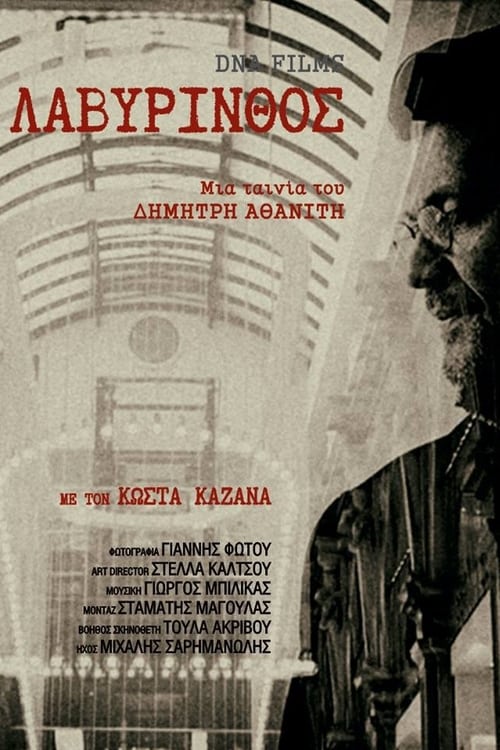 DNA FILMS
ΛΑΒΥΡΙΝΘΟΣ
Μια ταινία του
ΔΗΜΗΤΡΗ ΑΘΑΝΙΤΗ
ΜΕ ΤΟΝ ΚΩΣΤΑ ΚΑΖΑΝΑ
ΦΩΤΟΓΡΑΦΙΑ ΓΙΑΝΝΗΣ ΦΩΤΟΥ
ART DIRECTOR ΣΤΕΛΛΑ ΚΑΛΤΣΟΥ
ΜΟΥΣΙΚΗ ΓΙΩΡΓΟΣ ΜΠΙΛΙΚΑΣ
ΜΟΝΤΑΖ ΣΤΑΜΑΤΗΣ ΜΑΓΟΥΛΑΣ
ΒΟΗΘΟΣ ΣΚΗΝΟΘΕΤΗ ΤΟΥΛΑ ΑΚΡΙΒΟΥ
ΗΧΟΣ ΜΙΧΑΛΗΣ ΣΑΡΗΜΑΝΩΛΗΣ